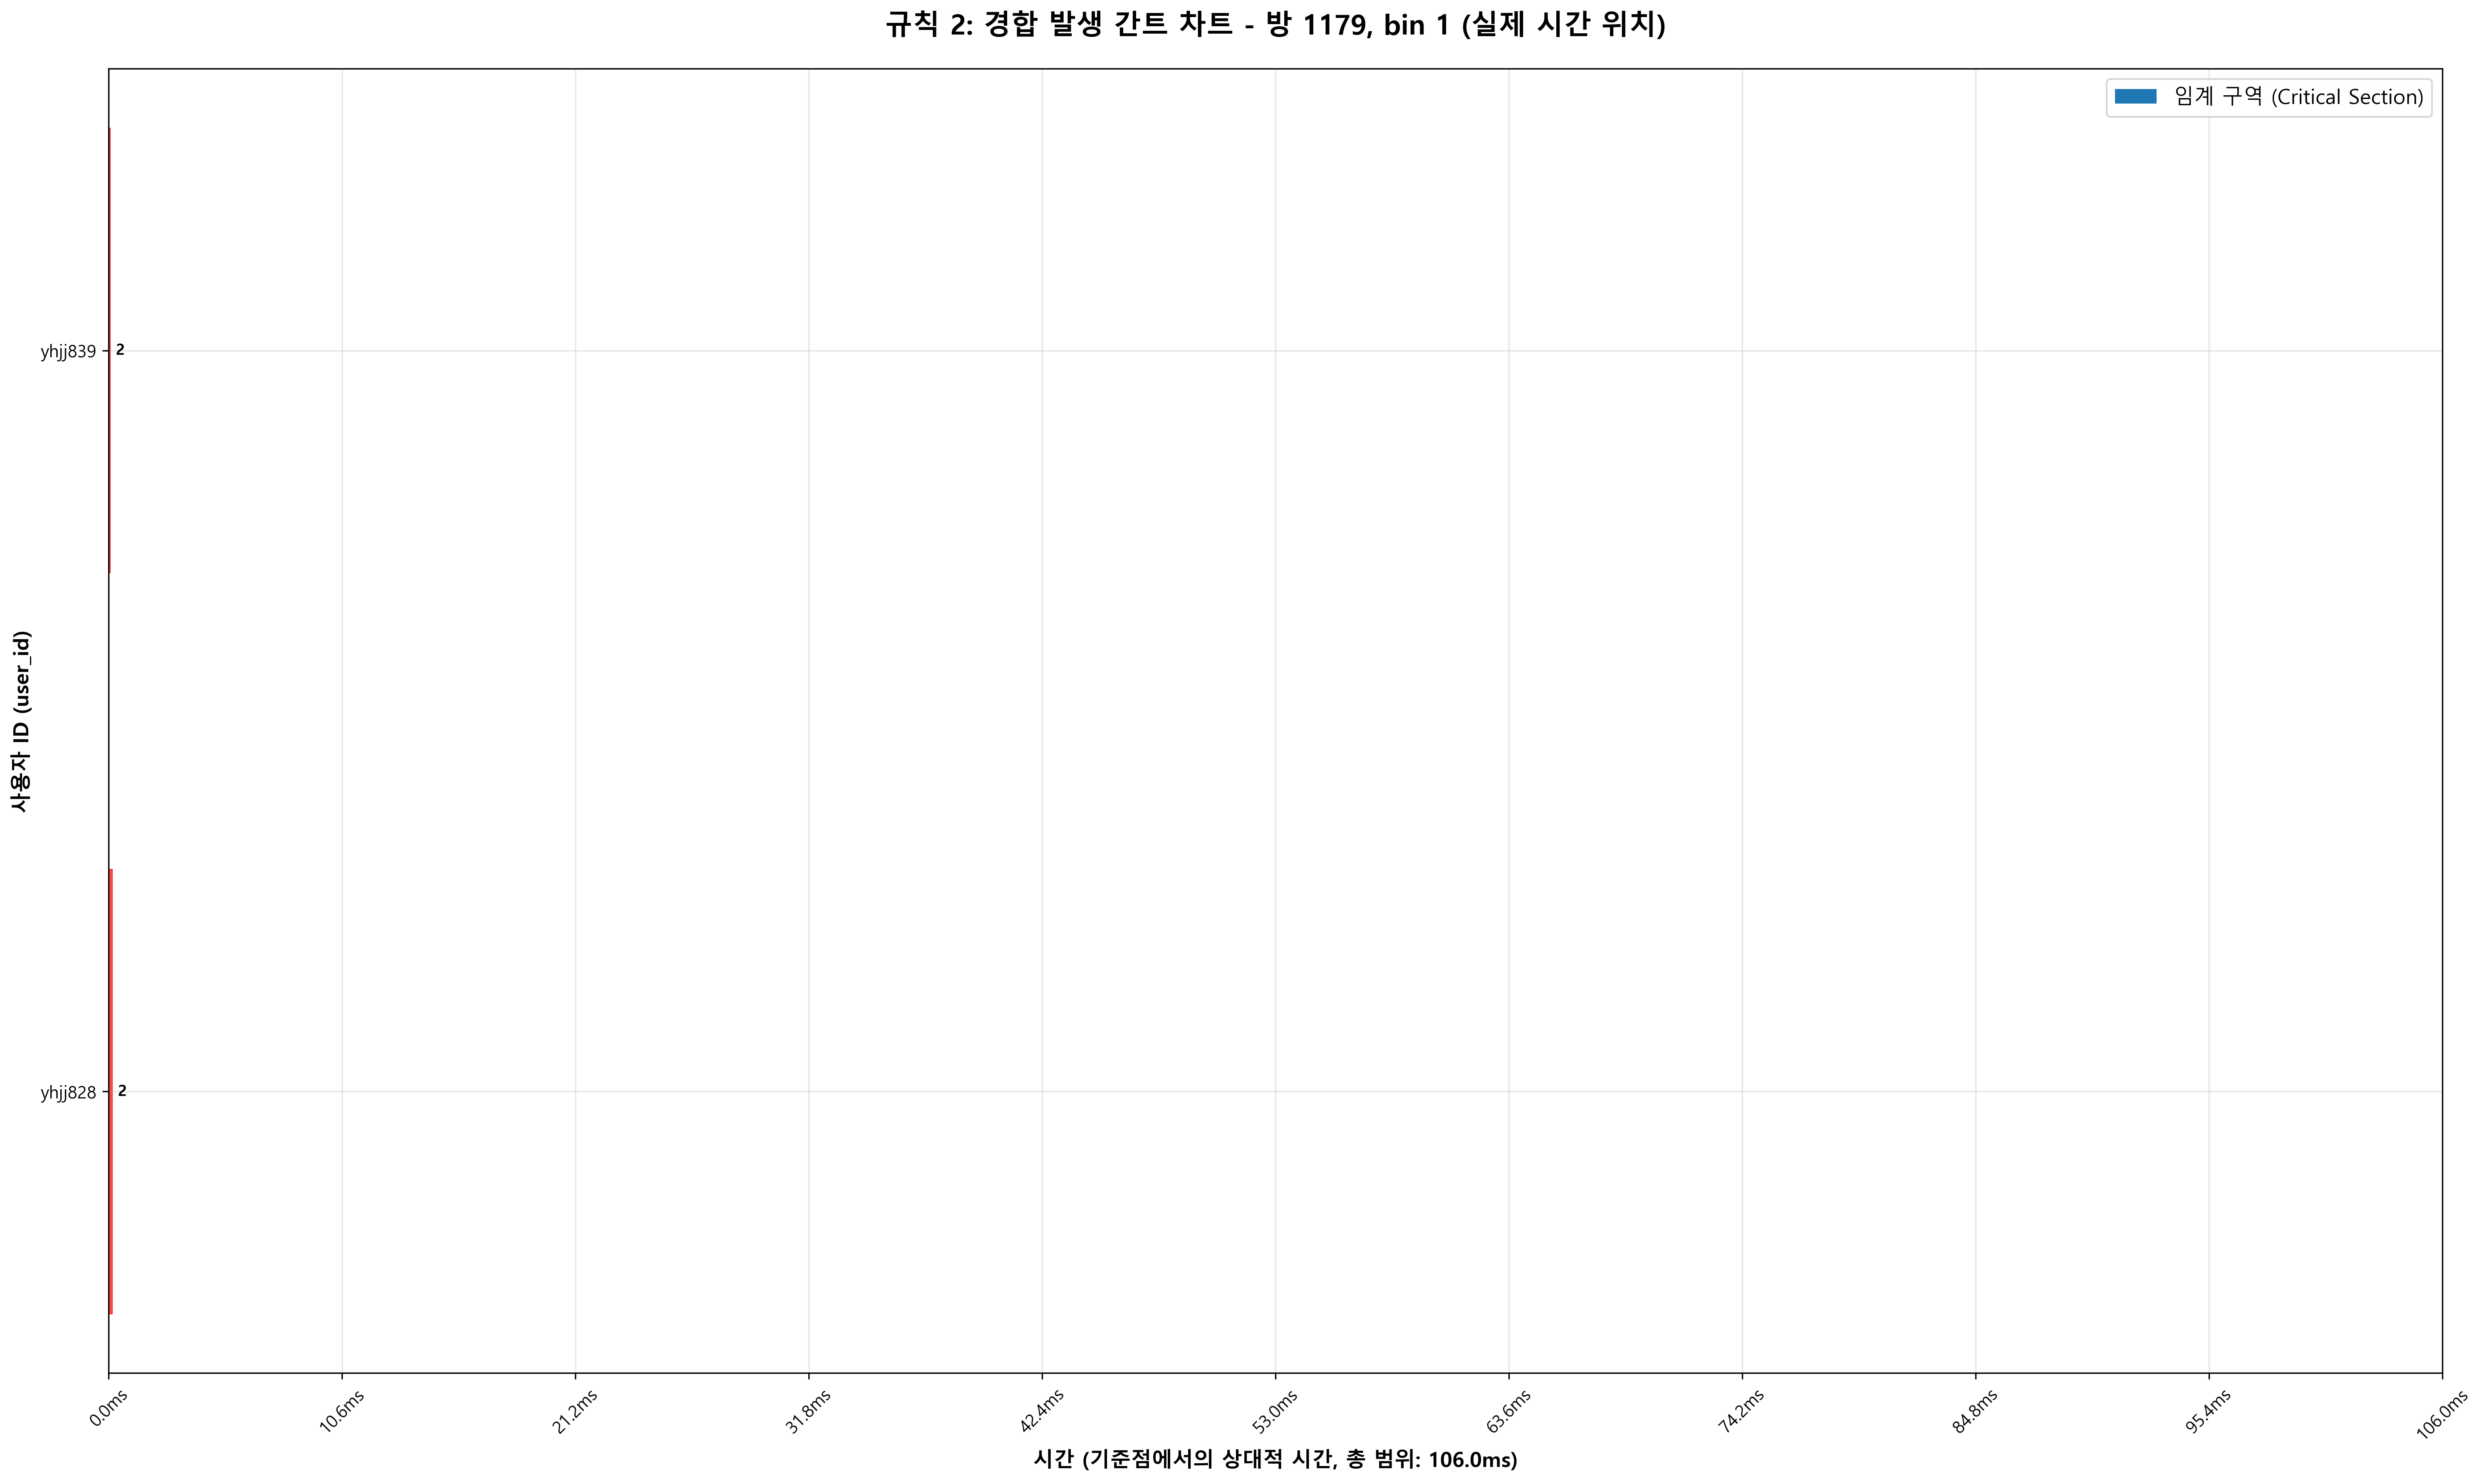 규칙 2: 경합 발생 간트 차트 - 방 1179, bin 1 (실제 시간 위치)
임계 구역 (Critical Section)
사용자 ID (user_id)
yhjj839
2
yhjj828
2
0.0ms
10.6ms
21.2ms
31.8ms
42.4ms
53.0ms
63.6ms
74.2ms
84.8ms
95.4ms
106.0ms
시간 (기준점에서의 상대적 시간, 총 범위: 106.0ms)